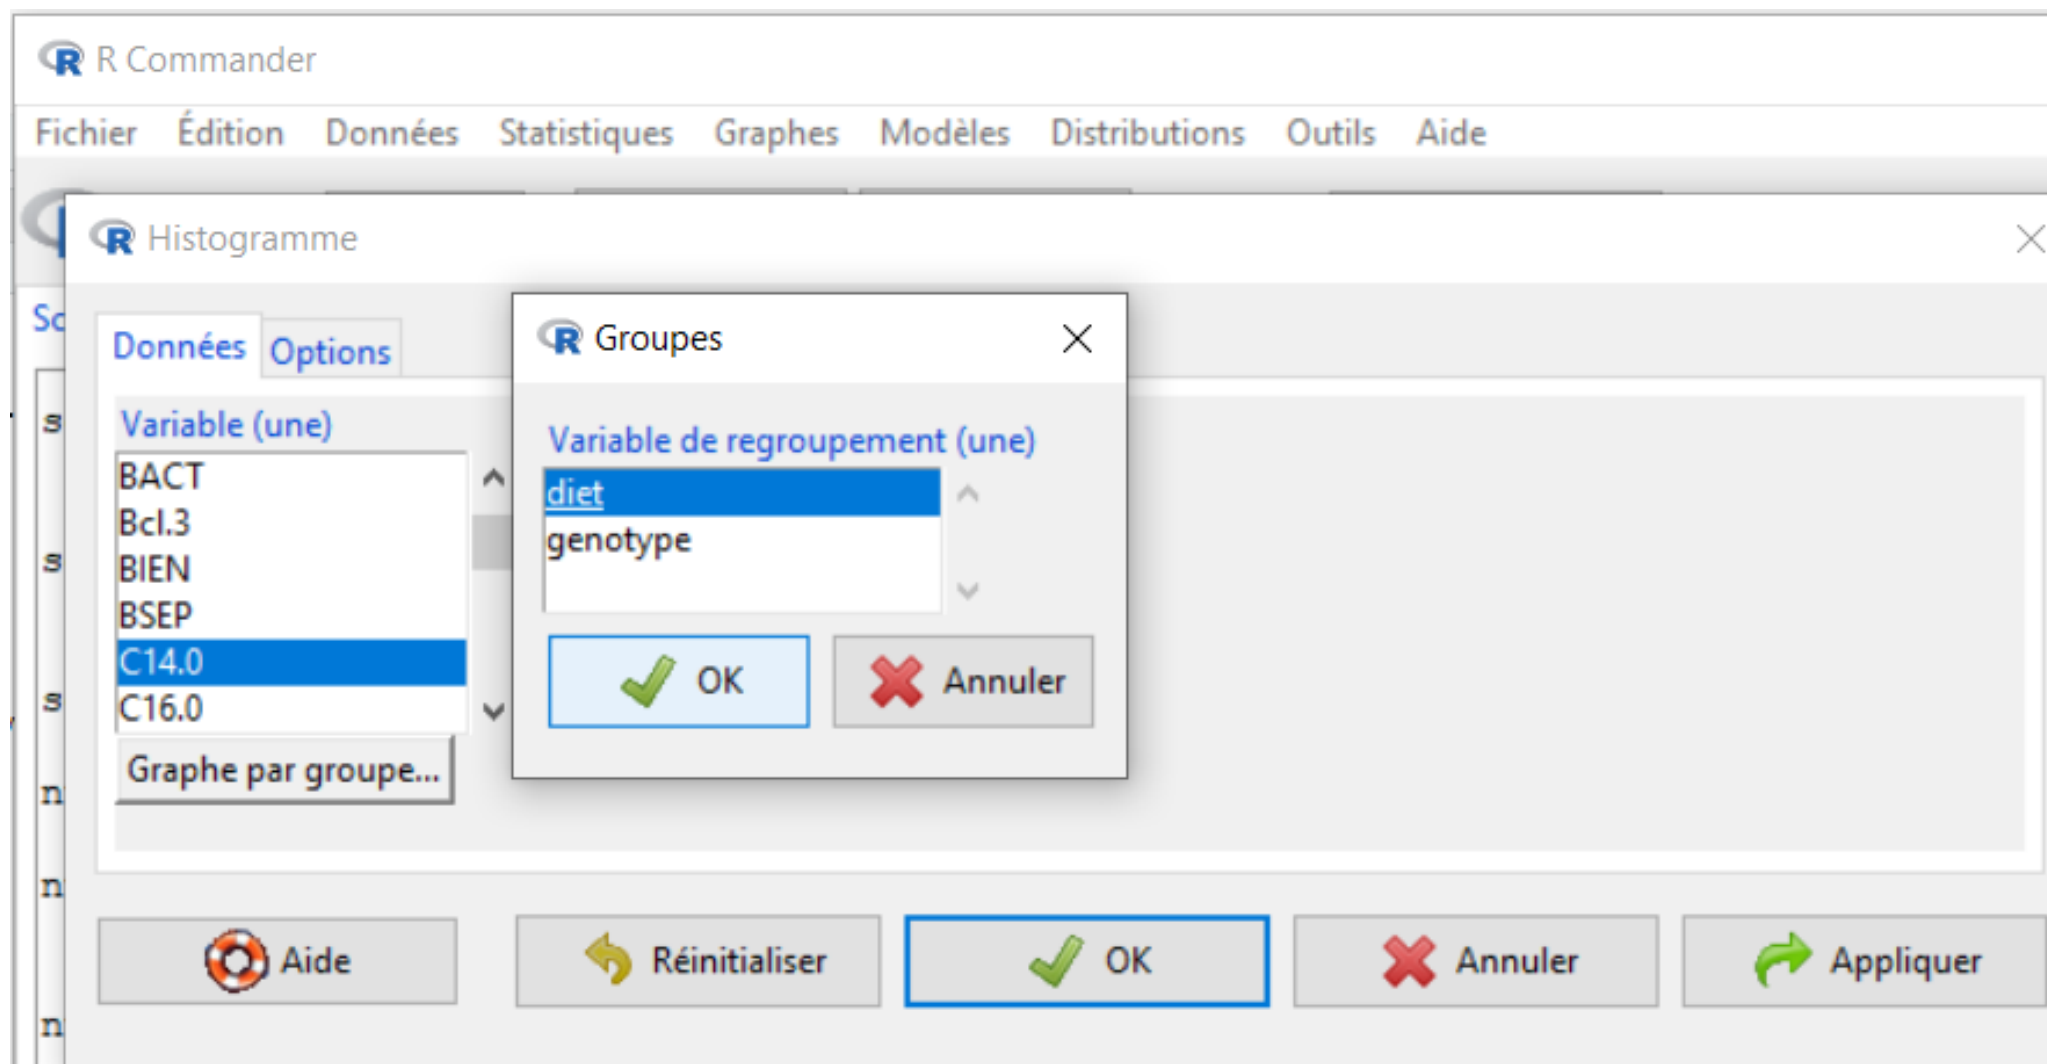 R Commander
Fichier Édition Données Statistiques Graphes Modèles Distributions Outils Aide
Histogramme
Données Options
Variable (une)
BACT
Bcl.3
BIEN
BSEP
C14.0
C16.0
Graphe par groupe...
Groupes
Variable de regroupement (une)
diet
genotype
OK Annuler
Aide Réinitialiser OK Annuler Appliquer